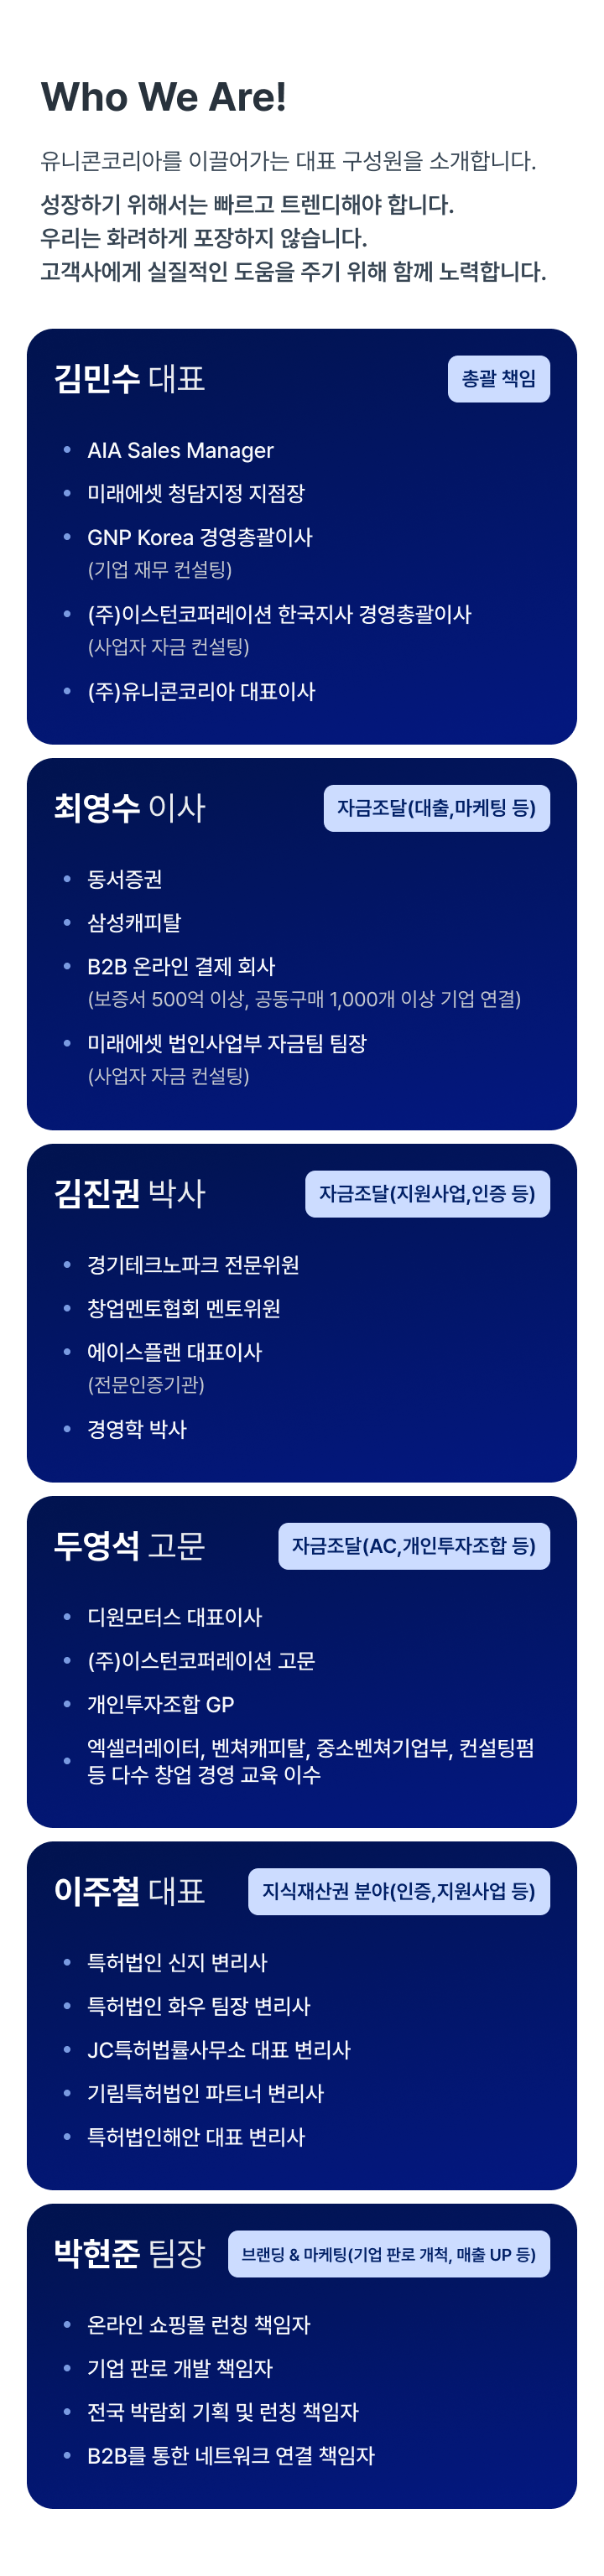 Who We Are!
유니콘코리아를 이끌어가는 대표 구성원을 소개합니다.
성장하기 위해서는 빠르고 트렌디해야 합니다.
우리는 화려하게 포장하지 않습니다.
고객사에게 실질적인 도움을 주기 위해 함께 노력합니다.
김민수 대표
총괄 책임
AIA Sales Manager
미래에셋 청담지정 지점장
GNP Korea 경영총괄이사
(기업 재무 컨설팅)
(주)이스턴코퍼레이션 한국지사 경영총괄이사
(사업자 자금 컨설팅)
(주)유니콘코리아 대표이사
최영수 이사
자금조달(대출,마케팅 등)
동서증권
삼성캐피탈
B2B 온라인 결제 회사
(보증서 500억 이상, 공동구매 1,000개 이상 기업 연결)
미래에셋 법인사업부 자금팀 팀장
(사업자 자금 컨설팅)
김진권 박사
자금조달(지원사업,인증 등)
경기테크노파크 전문위원
창업멘토협회 멘토위원
에이스플랜 대표이사
(전문인증기관)
경영학 박사
두영석 고문
자금조달(AC,개인투자조합 등)
디원모터스 대표이사
(주)이스턴코퍼레이션 고문
개인투자조합 GP
엑셀러레이터, 벤쳐캐피탈, 중소벤쳐기업부, 컨설팅펌
등 다수 창업 경영 교육 이수
이주철 대표
지식재산권 분야(인증,지원사업 등)
특허법인 신지 변리사
특허법인 화우 팀장 변리사
JC특허법률사무소 대표 변리사
기림특허법인 파트너 변리사
특허법인해안 대표 변리사
박현준 팀장
브랜딩 & 마케팅(기업 판로 개척, 매출 UP 등)
온라인 쇼핑몰 런칭 책임자
기업 판로 개발 책임자
전국 박람회 기획 및 런칭 책임자
B2B를 통한 네트워크 연결 책임자